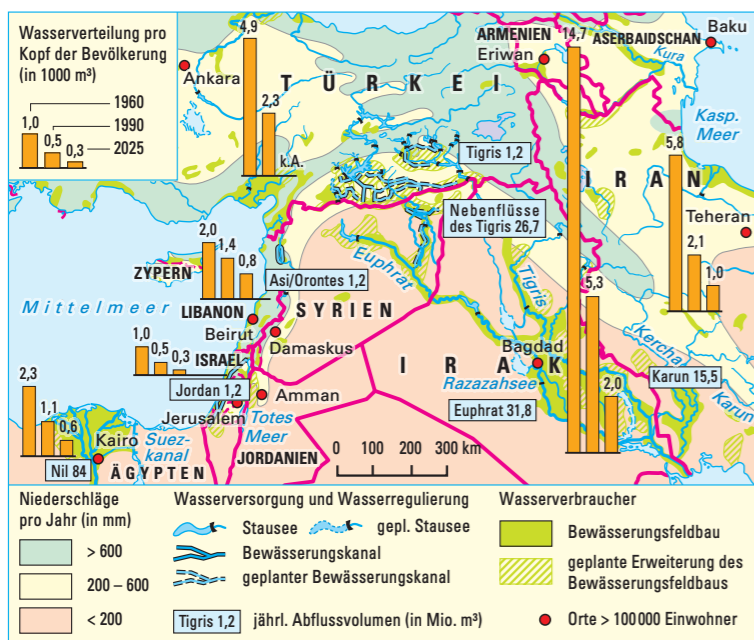 Wasserverteilung pro
Kopf der Bevölkerung
(in 1000 m³)
1960
1,0
1990
0,5
2025
0,3
4,9
2,3
k.A.
Ankara
TÜRKEI
ARMENIEN
Eriwan
14,7
ASERBAIDSCHAN
Baku
Kura
Kasp.
Meer
Tigris 1,2
IRAN
5,8
2,1
1,0
Teheran
Nebenflüsse
des Tigris 26,7
2,0
1,4
0,8
ZYPERN
Asi/Orontes 1,2
Euphrat
Tigris
5,3
Mittelmeer
LIBANON
Beirut
SYRIEN
Damaskus
1,0
0,5
0,3
ISRAEL
Jordan 1,2
Amman
Jerusalem
Totes
Meer
JORDANIEN
IRAK
Bagdad
Razazahsee
Euphrat 31,8
2,0
Kercha
Karun 15,5
Karun
2,3
1,1
0,6
Kairo
Suez-
kanal
Nil 84
ÄGYPTEN
0 100 200 300 km
Niederschläge
pro Jahr (in mm)
> 600
200 – 600
< 200
Wasserversorgung und Wasserregulierung
Stausee
gepl. Stausee
Bewässerungskanal
geplanter Bewässerungskanal
Tigris 1,2
jährl. Abflussvolumen (in Mio. m³)
Wasserverbraucher
Bewässerungsfeldbau
geplante Erweiterung des
Bewässerungsfeldbaus
Orte > 100 000 Einwohner